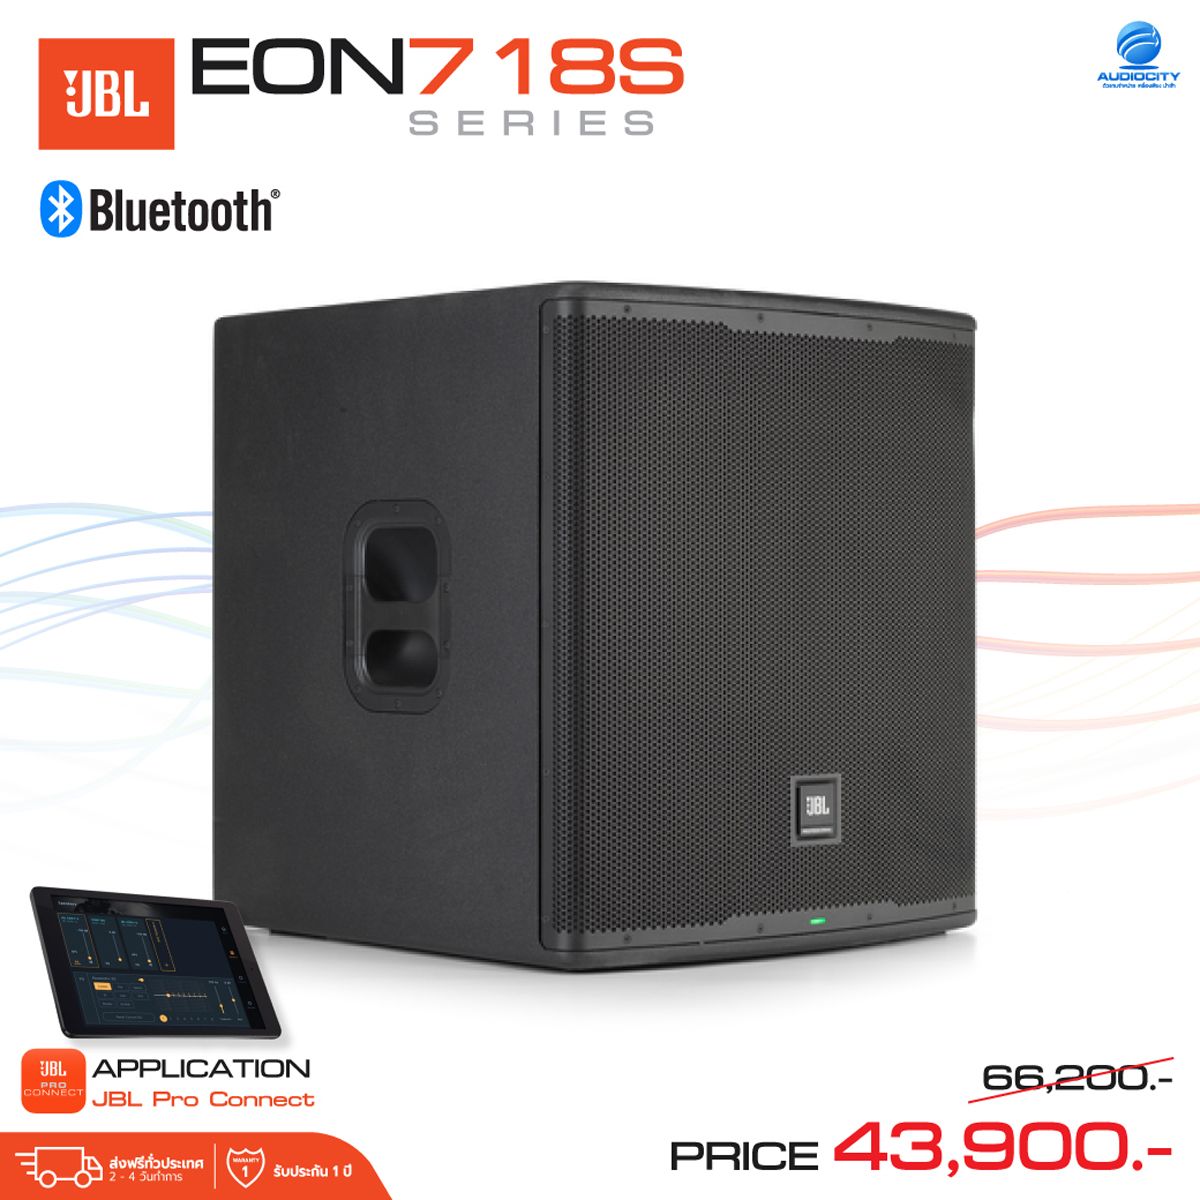 JBL EON718S
SERIES
AUDIOCITY
Bluetooth®
JBL
JBL
PRO
CONNECT
APPLICATION
JBL Pro Connect
66,200.-
PRICE 43,900.-
ส่งฟรีทั่วประเทศ
2 - 4 วันทำการ
WARRANTY
1
รับประกัน 1 ปี